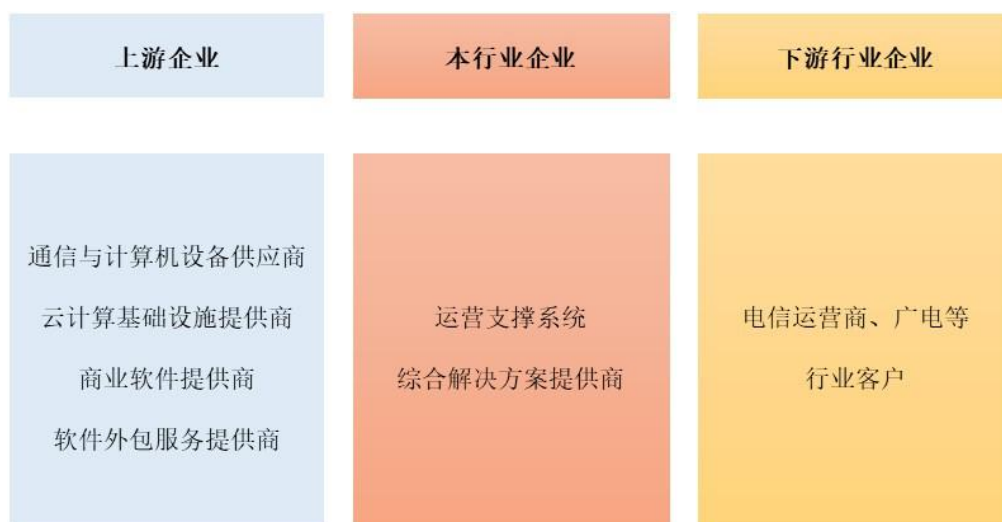 上游企业
本行业企业
下游行业企业
通信与计算机设备供应商
云计算基础设施提供商
商业软件提供商
软件外包服务提供商
运营支撑系统
综合解决方案提供商
电信运营商、广电等
行业客户